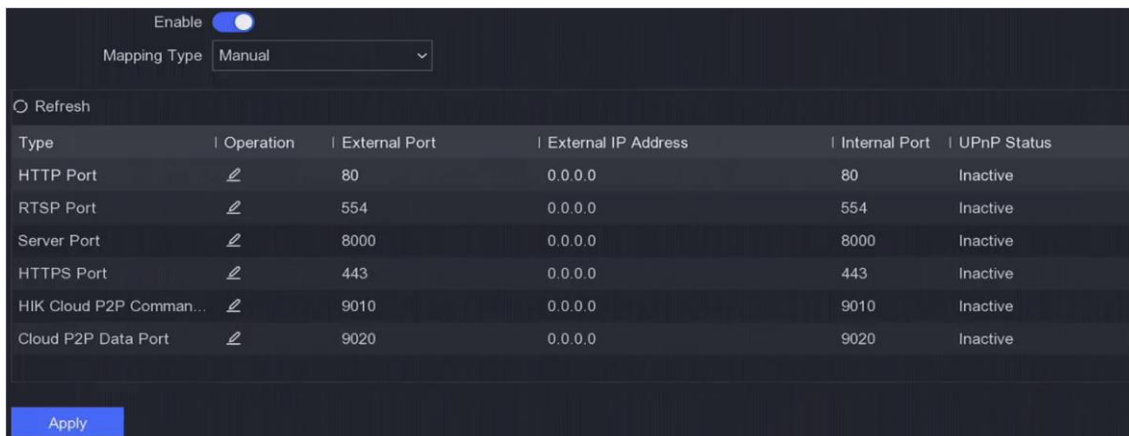 Enable
Mapping Type Manual
Refresh
Type Operation External Port External IP Address Internal Port UPnP Status
HTTP Port 80 0.0.0.0 80 Inactive
RTSP Port 554 0.0.0.0 554 Inactive
Server Port 8000 0.0.0.0 8000 Inactive
HTTPS Port 443 0.0.0.0 443 Inactive
HIK Cloud P2P Comman... 9010 0.0.0.0 9010 Inactive
Cloud P2P Data Port 9020 0.0.0.0 9020 Inactive
Apply